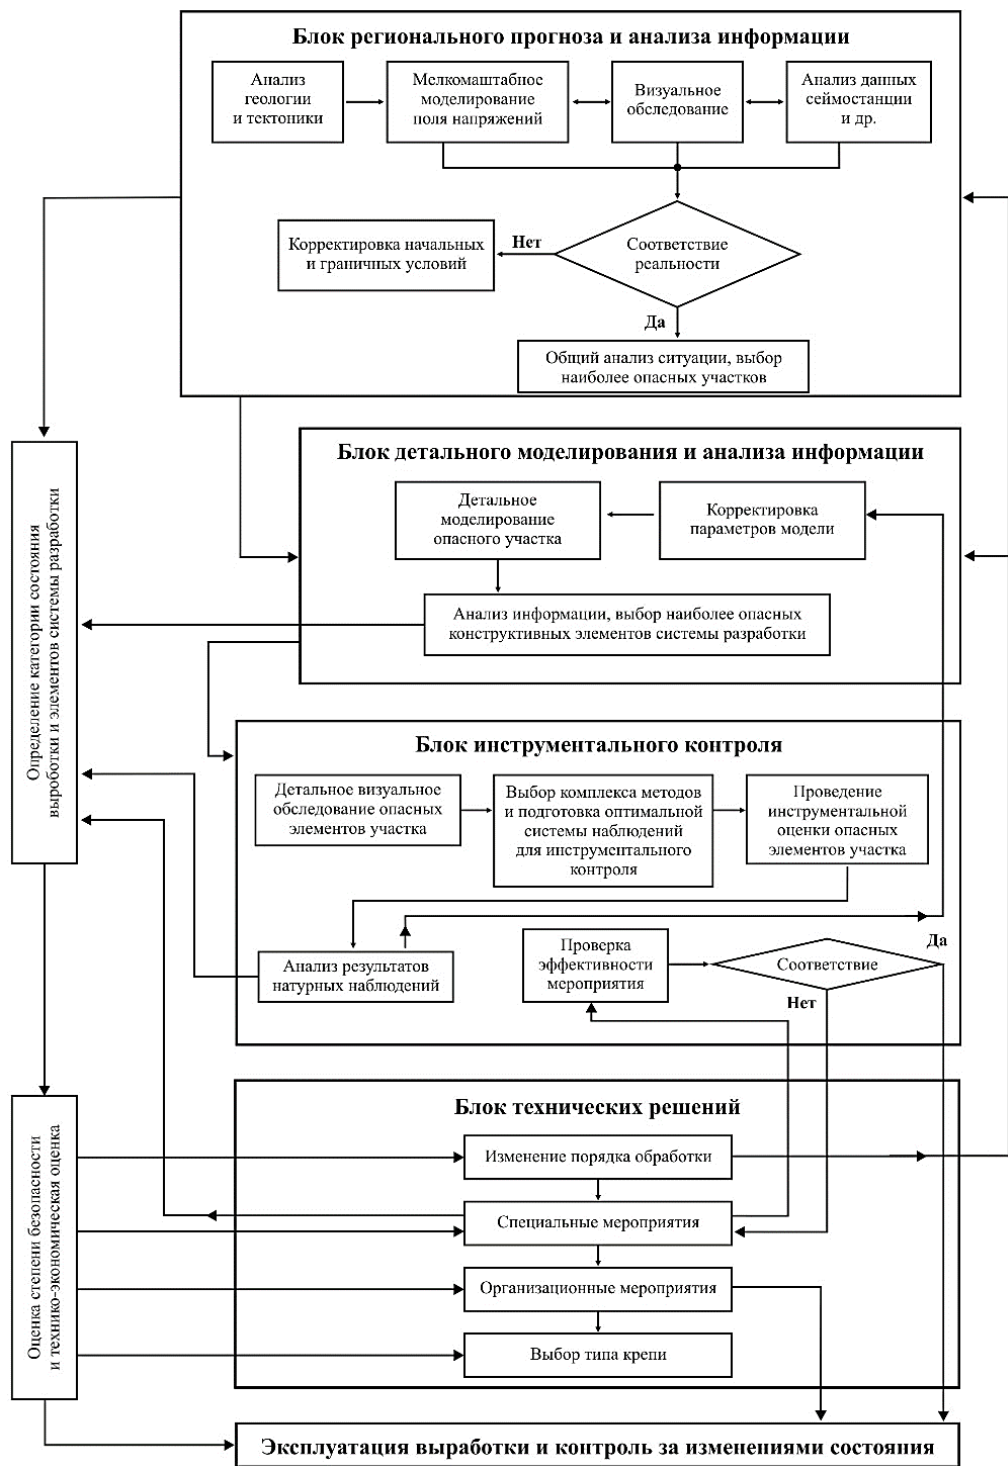 Блок регионального прогноза и анализа информации
Анализ
геологии
и тектоники
Мелкомаштабное
моделирование
поля напряжений
Визуальное
обследование
Анализ данных
сеймостанции
и др.
Корректировка начальных
и граничных условий
Нет
Соответствие
реальности
Да
Общий анализ ситуации, выбор
наиболее опасных участков
Определение категории состояния
выроботки и элементов системы разработки
Блок детального моделирования и анализа информации
Детальное
моделирование
опасного участка
Корректировка
параметров модели
Анализ информации, выбор наиболее опасных
конструктивных элементов системы разработки
Блок инструментального контроля
Детальное визуальное
обследование опасных
элементов участка
Выбор комплекса методов
и подготовка оптимальной
системы наблюдений
для инструментального
контроля
Проведение
инструментальной
оценки опасных
элементов участка
Анализ результатов
натурных наблюдений
Проверка
эффективности
мероприятия
Соответствие
Да
Нет
Оценка степени безопасности
и технико-экономическая оценка
Блок технических решений
Изменение порядка обработки
Специальные мероприятия
Организационные мероприятия
Выбор типа крепи
Эксплуатация выработки и контроль за изменениями состояния